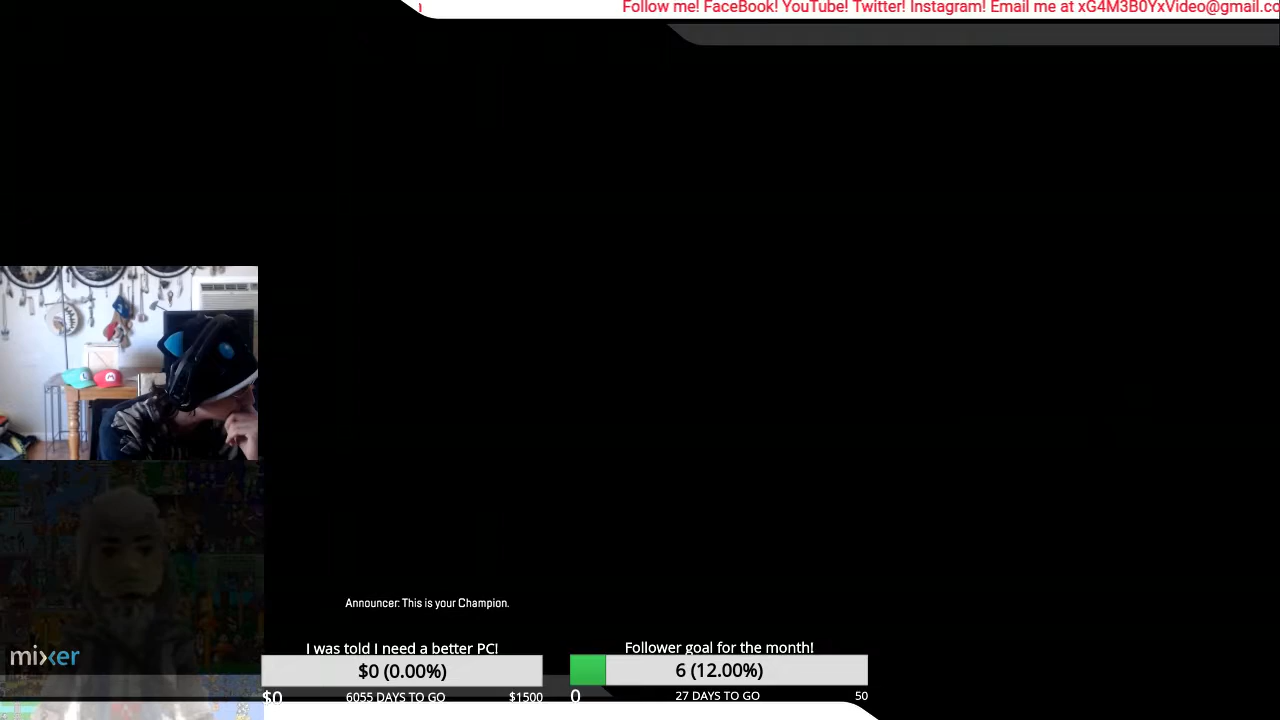 Follow me! FaceBook! YouTube! Twitter! Instagram! Email me at xG4M3B0YxVideo@gmail.co
Announcer: This is your Champion.
I was told I need a better PC!
$0 (0.00%)
$0 6055 DAYS TO GO $1500
Follower goal for the month!
6 (12.00%)
0 27 DAYS TO GO 50
mixer